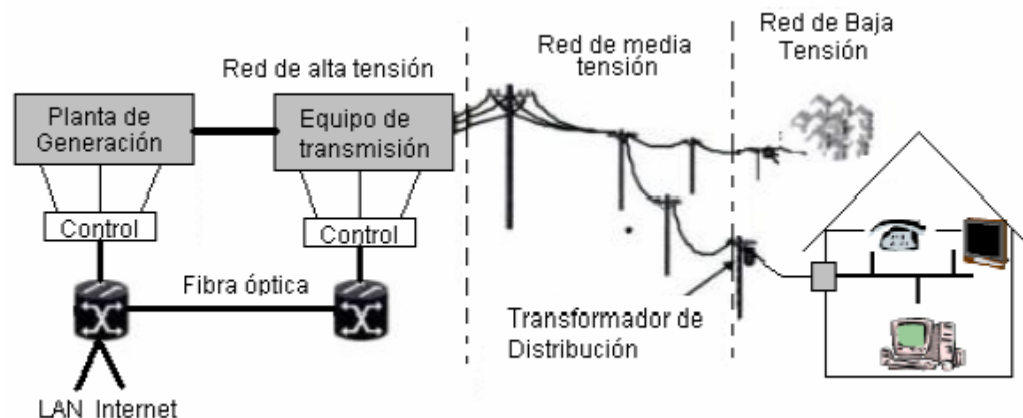 Red de alta tensión
Red de media
tensión
Red de Baja
Tensión
Planta de
Generación
Equipo de
transmisión
Control
Control
Fibra óptica
Transformador de
Distribución
LAN Internet